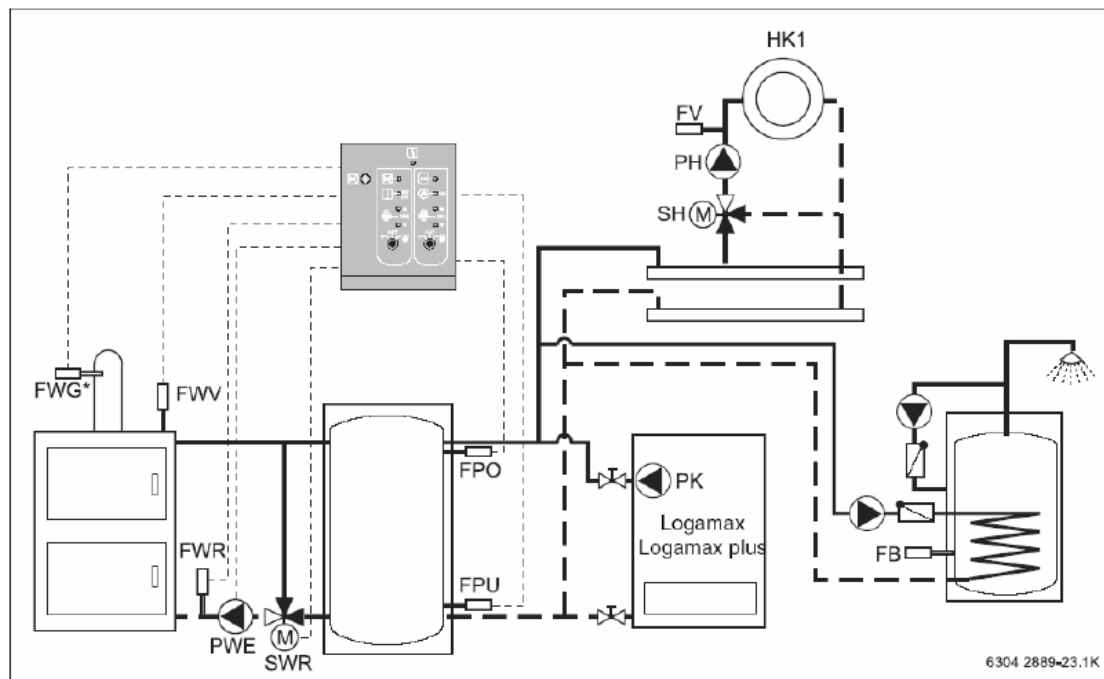 HK1
FV
PH
SH
M
FWG*
FWV
FPO
PK
Logamax
Logamax plus
FWR
FPU
FB
PWE
M
SWR
6304 2889-23.1K